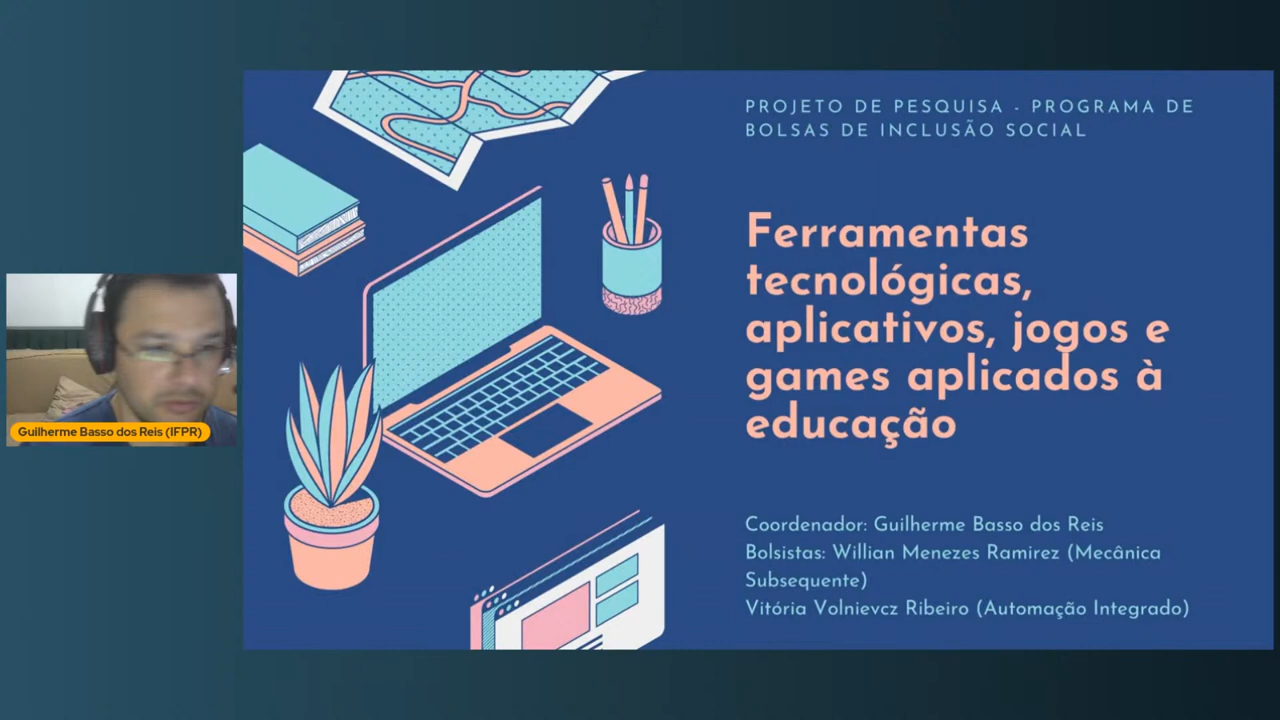 PROJETO DE PESQUISA - PROGRAMA DE
BOLSAS DE INCLUSÃO SOCIAL
Ferramentas
tecnológicas,
aplicativos, jogos e
games aplicados à
educação
Guilherme Basso dos Reis (IFPR)
Coordenador: Guilherme Basso dos Reis
Bolsistas: Willian Menezes Ramirez (Mecânica
Subsequente)
Vitória Volnievcz Ribeiro (Automação Integrado)